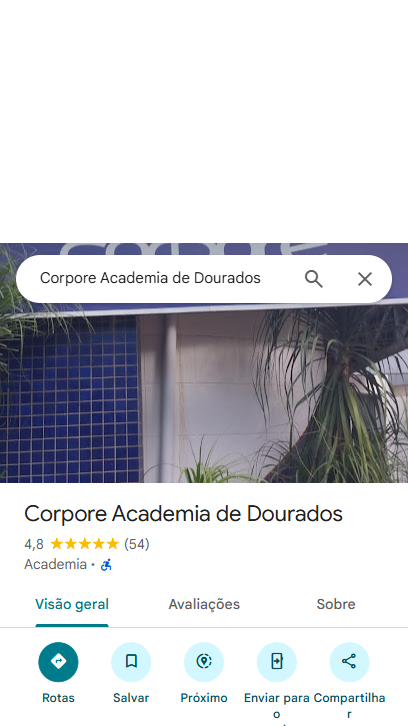 corpore
Corpore Academia de Dourados
Corpore Academia de Dourados
4,8 (54)
Academia ·
Visão geral
Avaliações
Sobre
Rotas
Salvar
Próximo
Enviar para o
Compartilhar